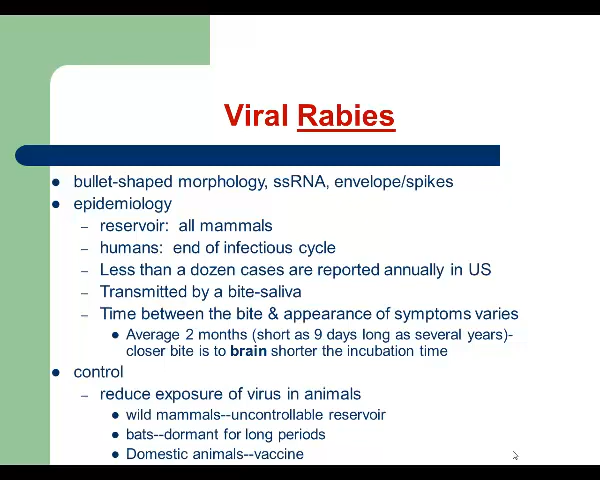 Viral Rabies
● bullet-shaped morphology, ssRNA, envelope/spikes
● epidemiology
– reservoir: all mammals
– humans: end of infectious cycle
– Less than a dozen cases are reported annually in US
– Transmitted by a bite-saliva
– Time between the bite & appearance of symptoms varies
● Average 2 months (short as 9 days long as several years)-
closer bite is to brain shorter the incubation time
● control
– reduce exposure of virus in animals
● wild mammals--uncontrollable reservoir
● bats--dormant for long periods
● Domestic animals--vaccine